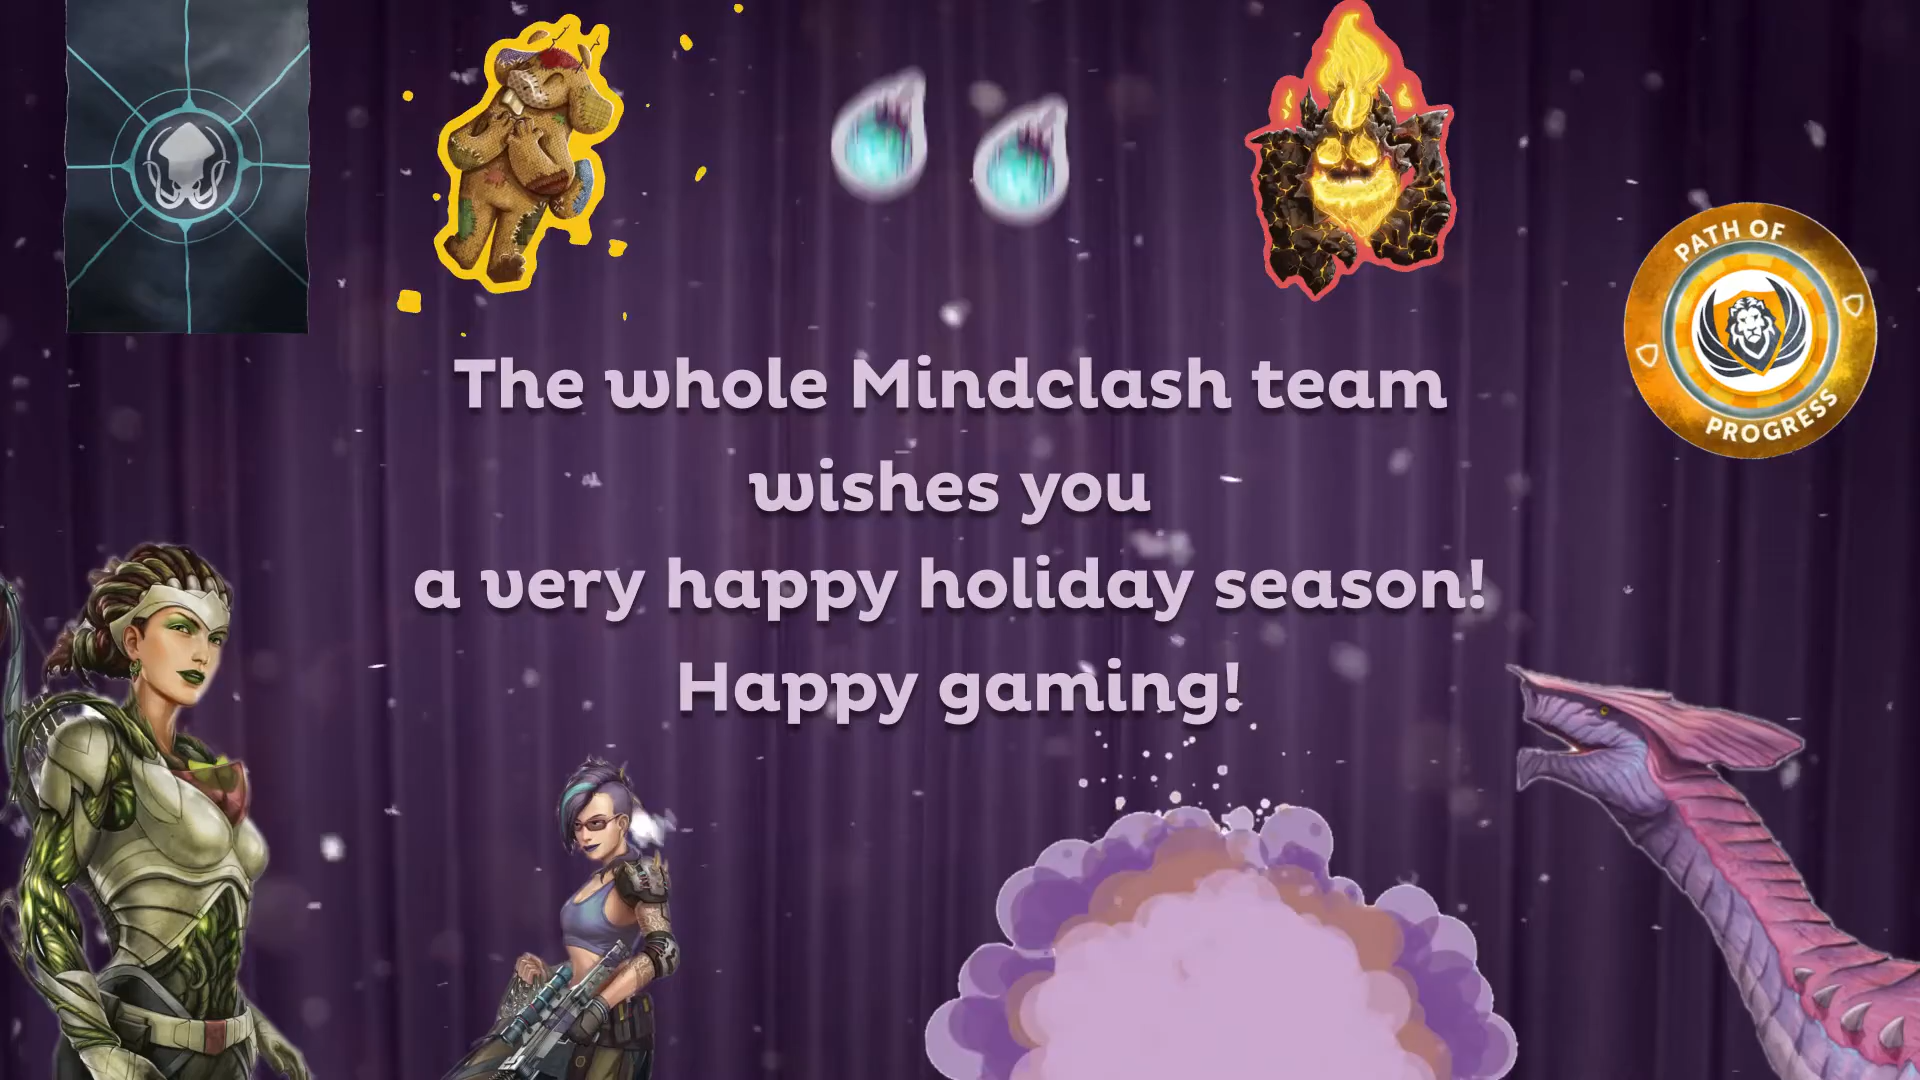 PATH OF
PROGRESS
The whole Mindclash team
wishes you
a very happy holiday season!
Happy gaming!